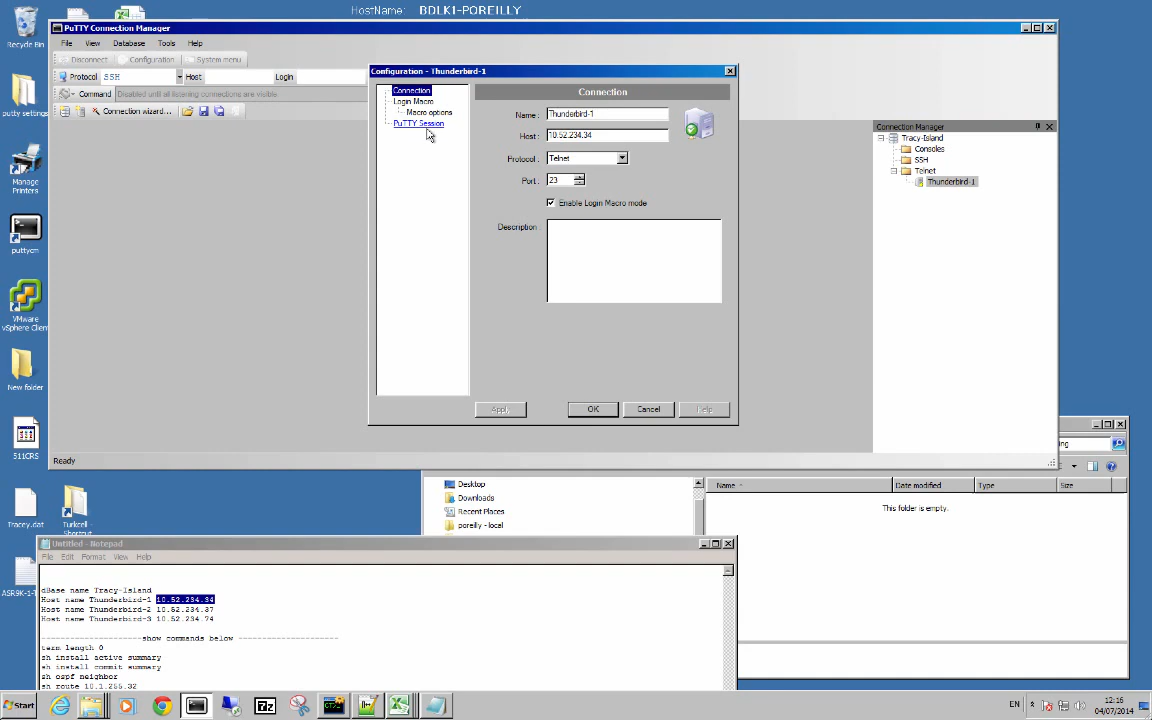 HostName: BDLK1-POREILLY
Recycle Bin
putty settings
Manage
Printers
puttycm
VMware
vSphere Client
New folder
511CRS
Tracey.dat
Turkcell -
Shortcut
ASR9K-1-T
PuTTY Connection Manager
File View Database Tools Help
Disconnect Configuration System menu
Protocol SSH Host Login
Command Disabled until all listening connections are visible
Connection wizard...
Ready
Configuration - Thunderbird-1
Connection
Login Macro
Macro options
PuTTY Session
Connection
Name : Thunderbird-1
Host : 10.52.234.34
Protocol : Telnet
Port : 23
Enable Login Macro mode
Description :
Apply OK Cancel Help
Connection Manager
Tracy-Island
Consoles
SSH
Telnet
Thunderbird-1
ing
Desktop
Downloads
Recent Places
poreilly - local
Name Date modified Type Size
This folder is empty.
Untitled - Notepad
File Edit Format View Help
dBase name Tracy-Island
Host name Thunderbird-1 10.52.234.34
Host name Thunderbird-2 10.52.234.37
Host name Thunderbird-3 10.52.234.74
---------------------show commands below ---------------------
term length 0
sh install active summary
sh install commit summary
sh ospf neighbor
sh route 10.1.255.32
Start
EN
12:16
04/07/2014